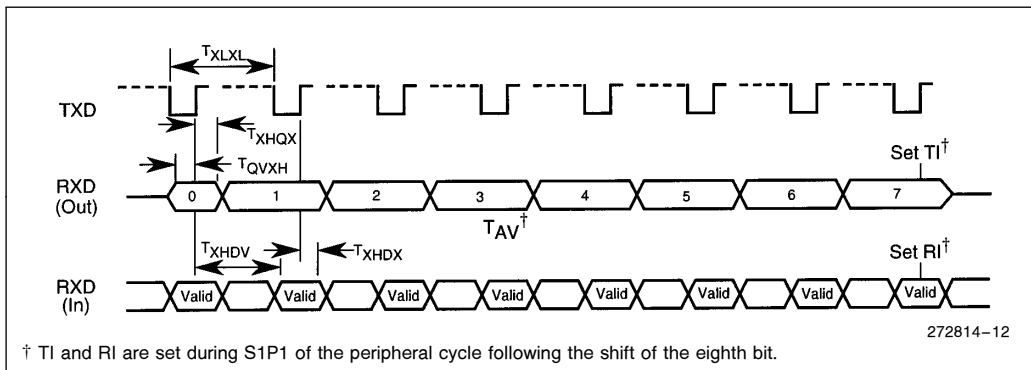 TXLXL
TXD
TXHQX
TQVXH
Set TI†
RXD
(Out)
0 1 2 3 4 5 6 7
TAV†
TXHDV
TXHDX
Set RI†
RXD
(In)
Valid Valid Valid Valid Valid Valid Valid Valid
272814–12
† TI and RI are set during S1P1 of the peripheral cycle following the shift of the eighth bit.